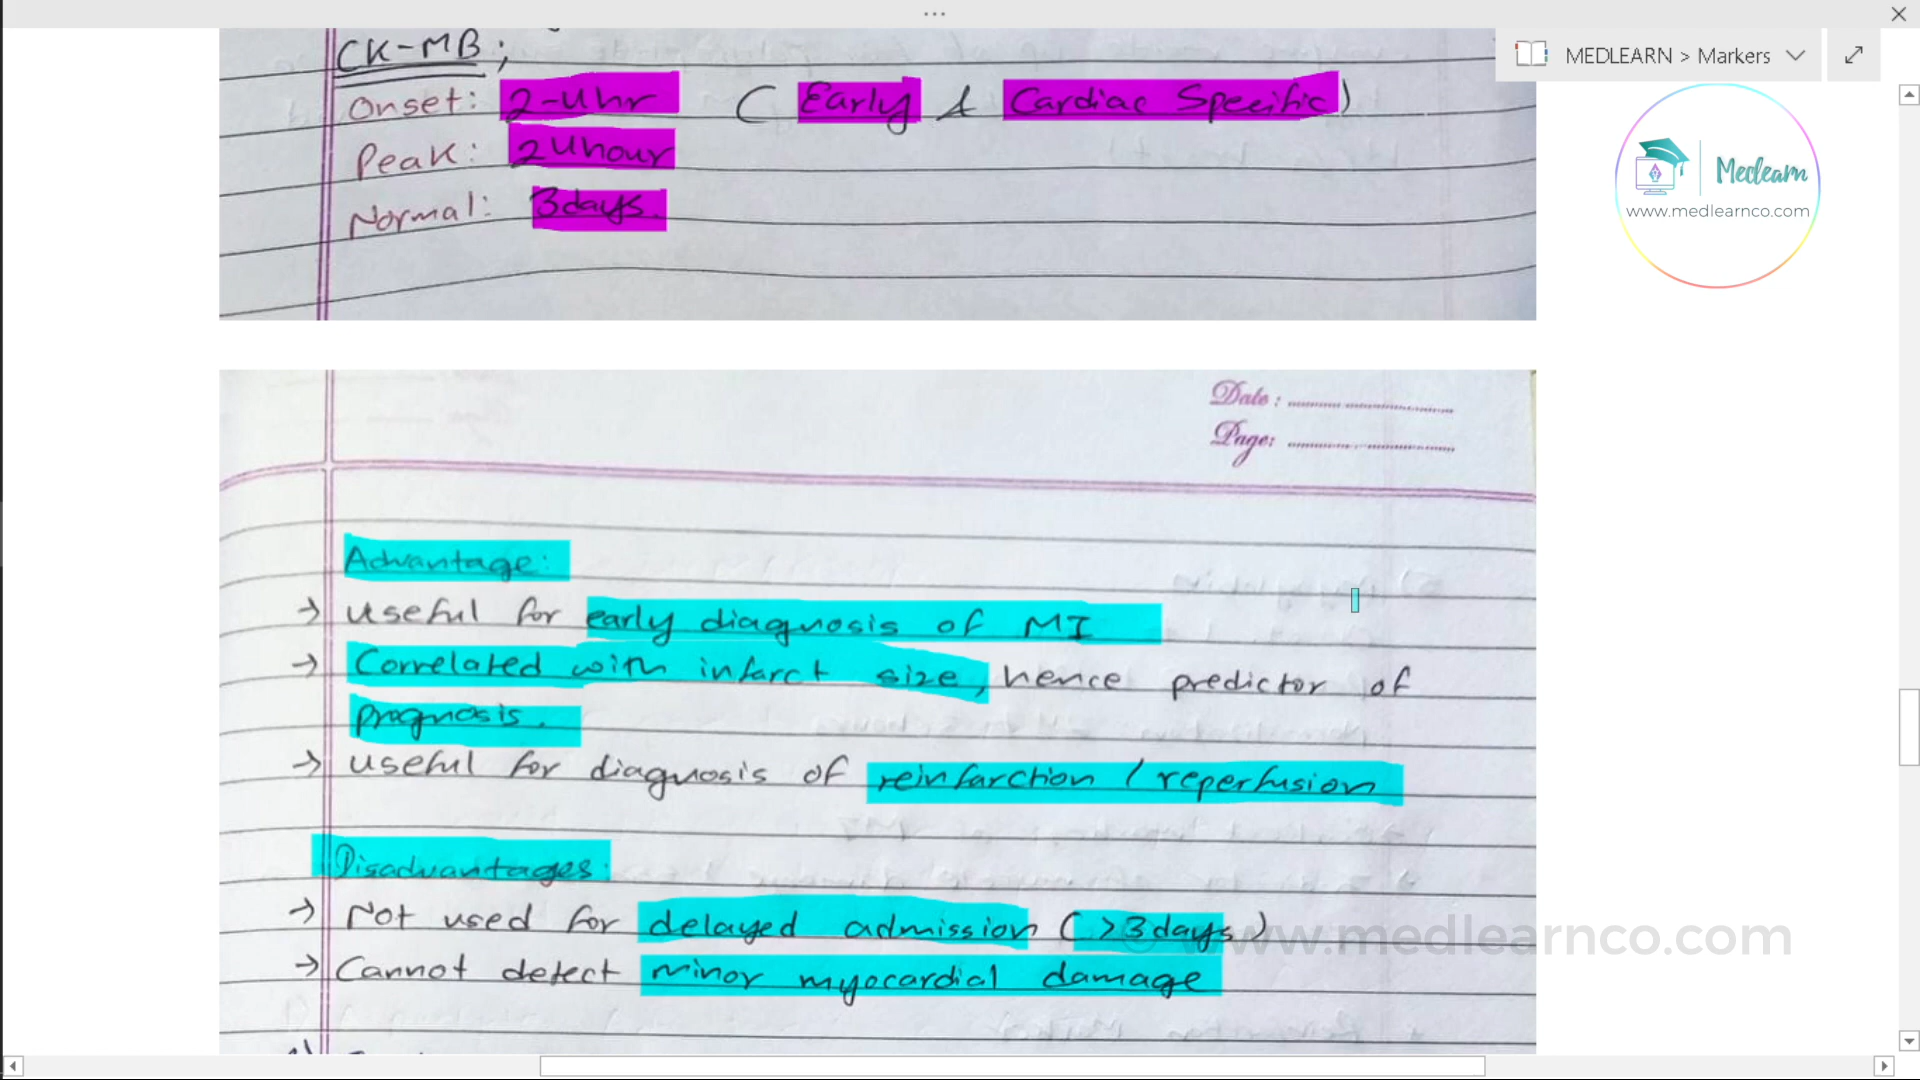 MEDLEARN > Markers
CK-MB;
Onset: 2-4hr ( Early & Cardiac Specific)
Peak: 24hour
Normal: 3days.
Medlearn
www.medlearnco.com
Date:
Page:
Advantage:
→ Useful for early diagnosis of MI
→ Correlated with infarct size, hence predictor of
prognosis.
→ Useful for diagnosis of reinfarction / reperfusion
Disadvantages:
→ Not used for delayed admission ( >3days)
© www.medlearnco.com
→ Cannot detect minor myocardial damage